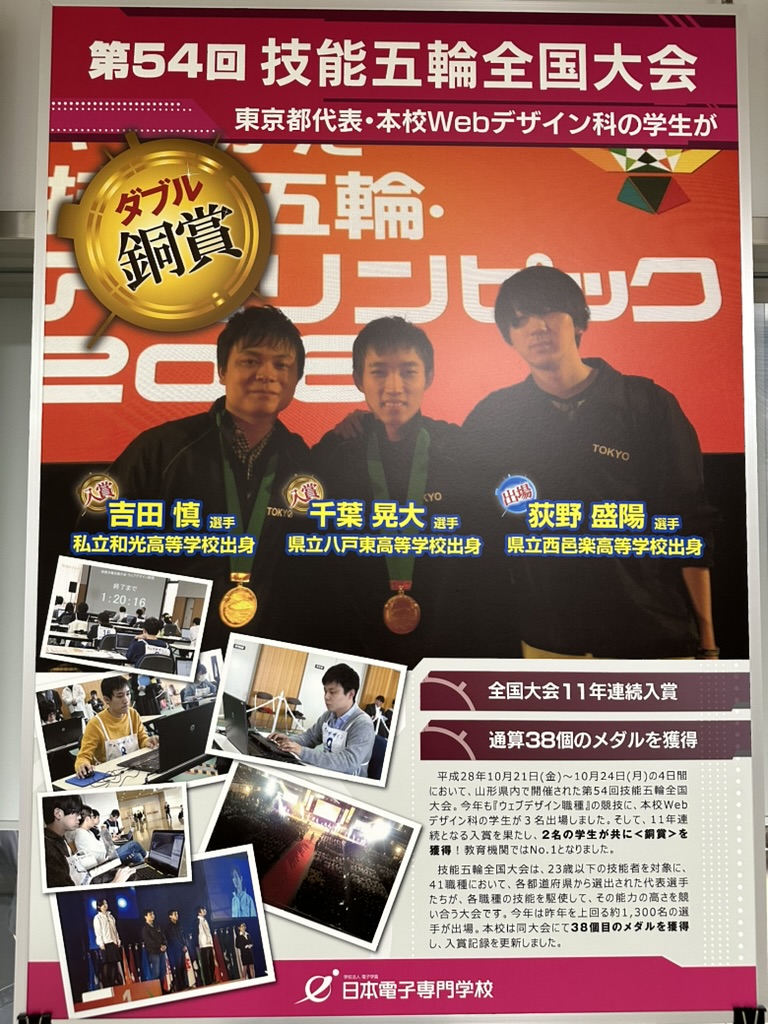 第54回 技能五輪全国大会
東京都代表・本校Webデザイン科の学生が
ダブル
銅賞
五輪・
リンピック
入賞
吉田 慎 選手
私立和光高等学校出身
入賞
千葉 晃大 選手
県立八戸東高等学校出身
出場
荻野 盛陽 選手
県立西邑楽高等学校出身
TOKYO
TOKYO
KYO
終了まで
1:20:16
全国大会11年連続入賞
通算38個のメダルを獲得
平成28年10月21日(金)～10月24日(月)の4日間
において、山形県内で開催された第54回技能五輪全国
大会。今年も『ウェブデザイン職種』の競技に、本校Web
デザイン科の学生が3名出場しました。そして、11年連
続となる入賞を果たし、2名の学生が共に<銅賞>を
獲得！教育機関ではNo.1となりました。
技能五輪全国大会は、23歳以下の技能者を対象に、
41職種において、各都道府県から選出された代表選手
たちが、各職種の技能を駆使して、その能力の高さを競
い合う大会です。今年は昨年を上回る約1,300名の選
手が出場。本校は同大会にて38個目のメダルを獲得
し、入賞記録を更新しました。
学校法人 電子学園
日本電子専門学校